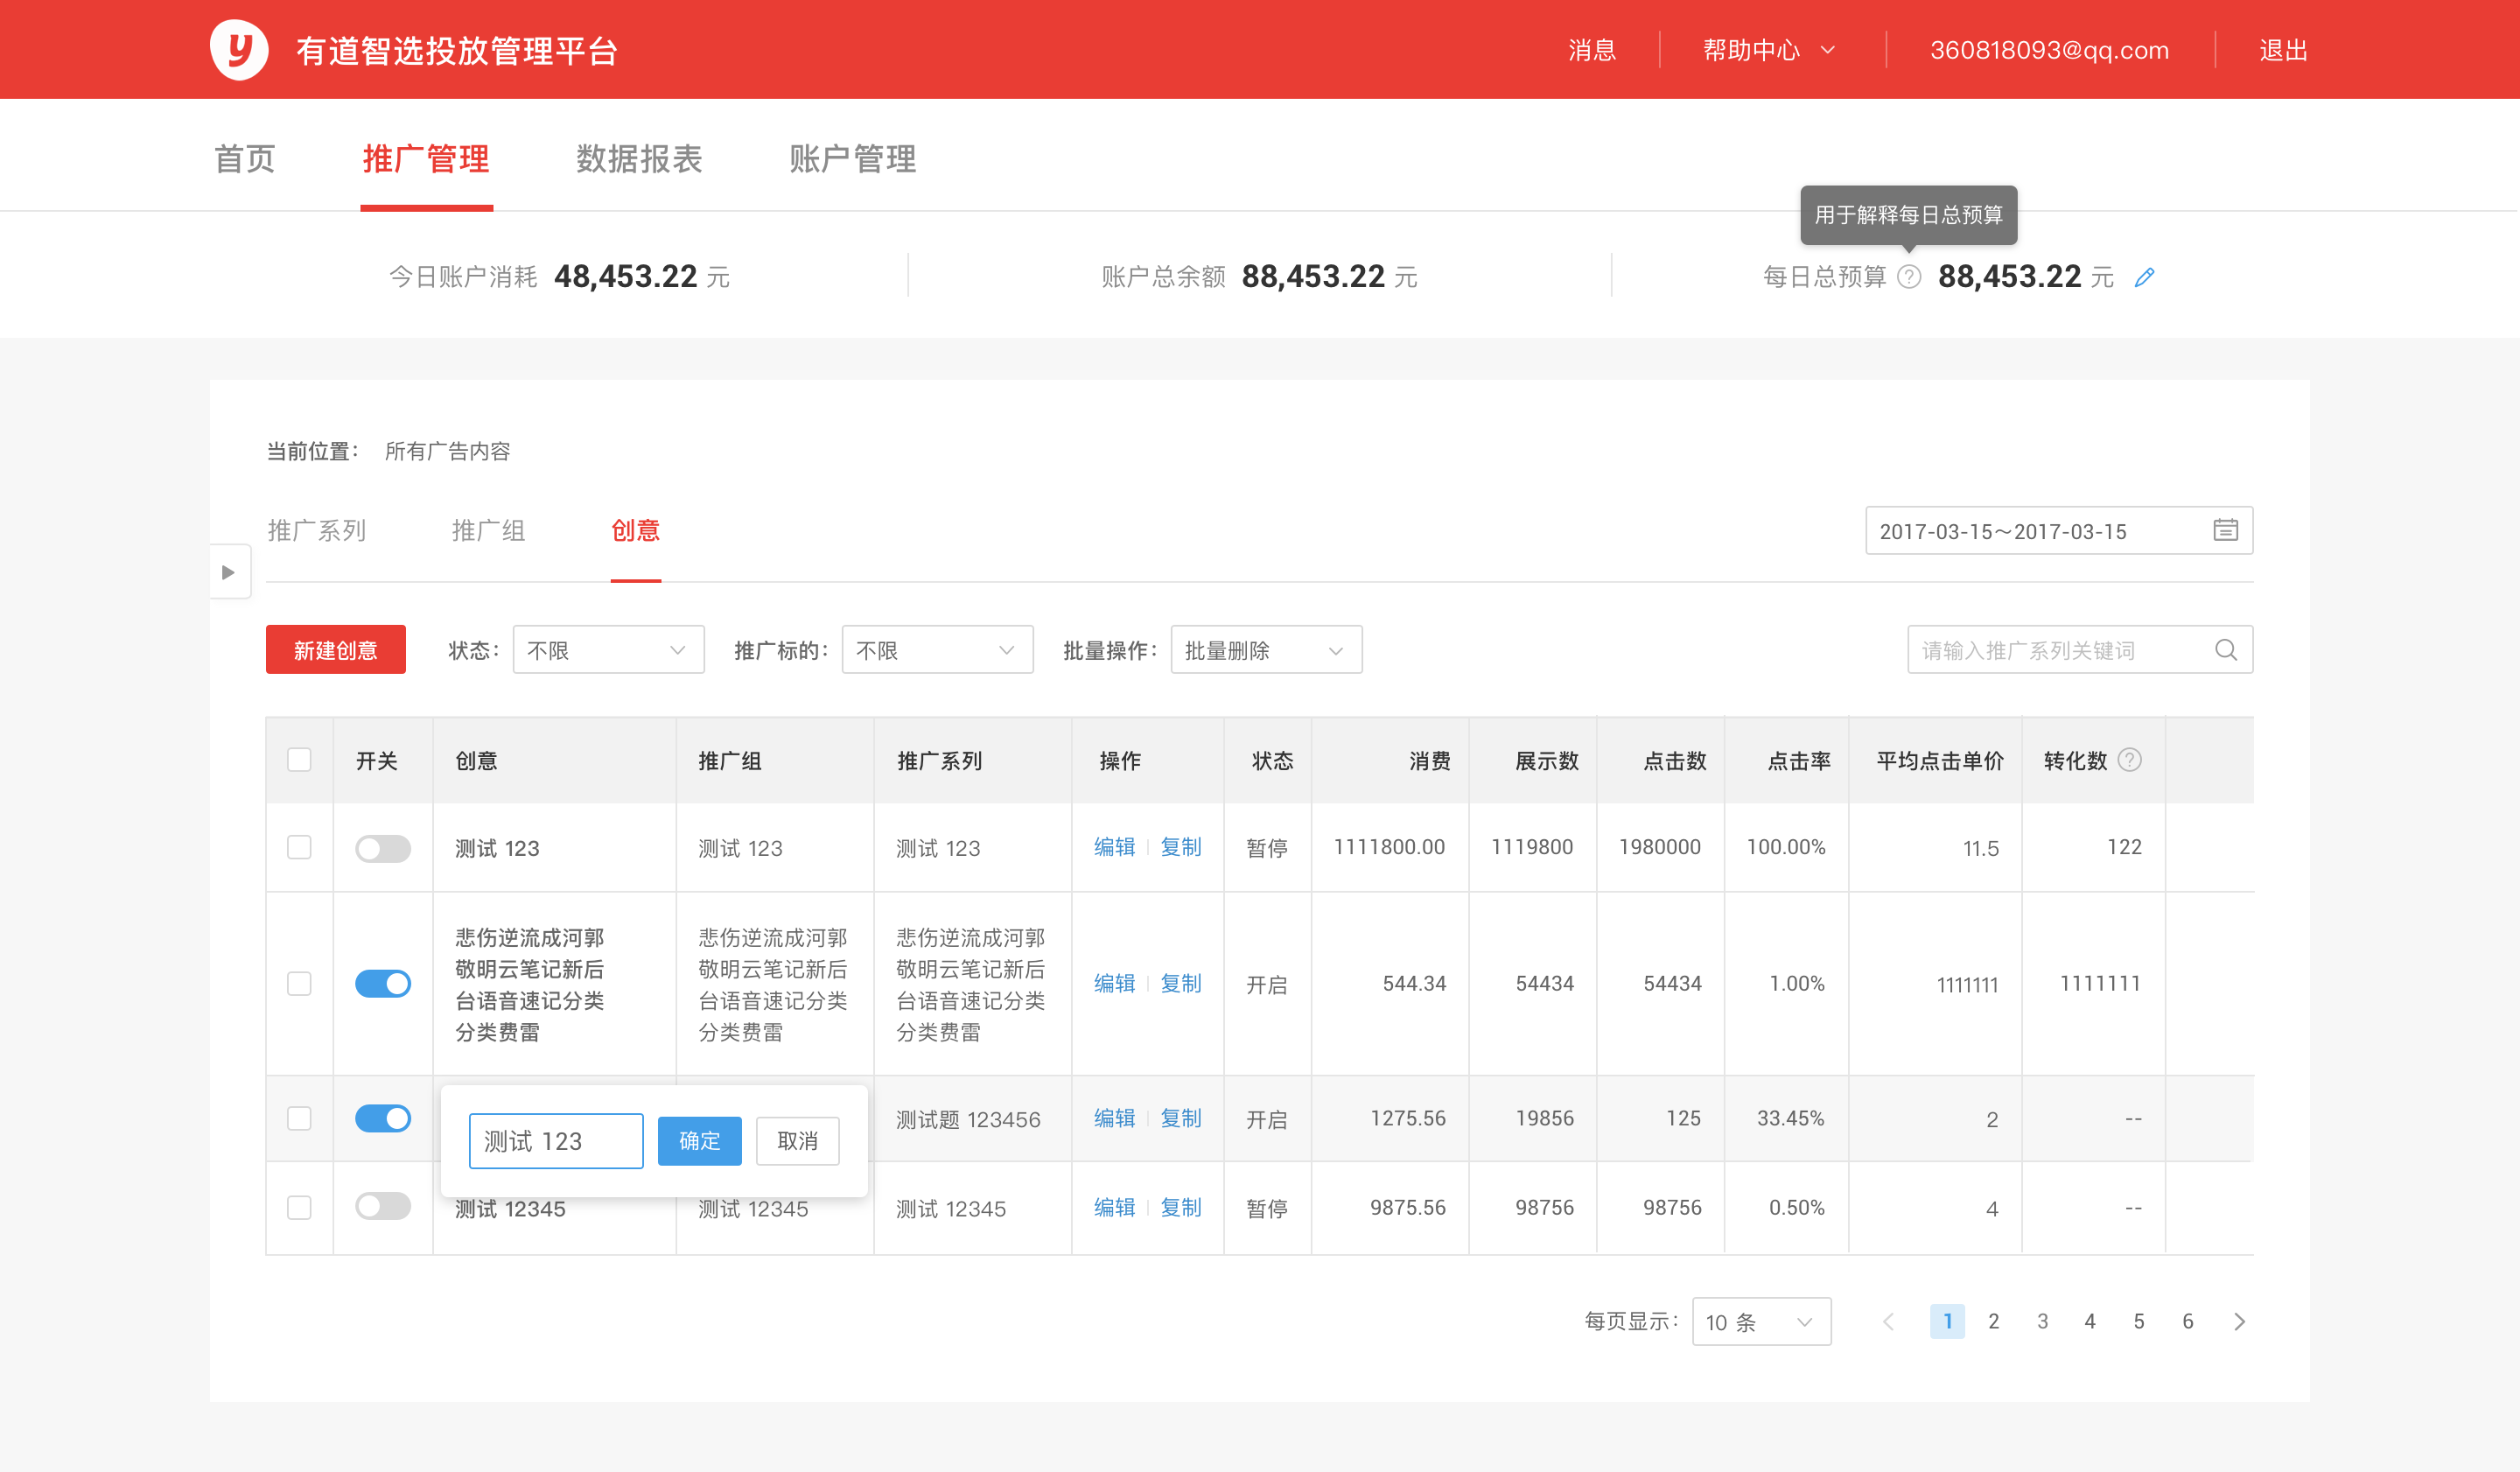 y 有道智选投放管理平台 消息 帮助中心 360818093@qq.com 退出
首页 推广管理 数据报表 账户管理
用于解释每日总预算
今日账户消耗 48,453.22 元 账户总余额 88,453.22 元 每日总预算 ? 88,453.22 元
当前位置： 所有广告内容
推广系列 推广组 创意 2017-03-15～2017-03-15
新建创意 状态： 不限 推广标的： 不限 批量操作： 批量删除 请输入推广系列关键词
开关 创意 推广组 推广系列 操作 状态 消费 展示数 点击数 点击率 平均点击单价 转化数 ?
测试 123 测试 123 测试 123 编辑 复制 暂停 1111800.00 1119800 1980000 100.00% 11.5 122
悲伤逆流成河郭 悲伤逆流成河郭 悲伤逆流成河郭
敬明云笔记新后 敬明云笔记新后 敬明云笔记新后
编辑 复制 开启 544.34 54434 54434 1.00% 1111111 1111111
台语音速记分类 台语音速记分类 台语音速记分类
分类费雷 分类费雷 分类费雷
测试题 123456 编辑 复制 开启 1275.56 19856 125 33.45% 2 --
测试 123 确定 取消
测试 12345 测试 12345 测试 12345 编辑 复制 暂停 9875.56 98756 98756 0.50% 4 --
每页显示： 10 条 1 2 3 4 5 6